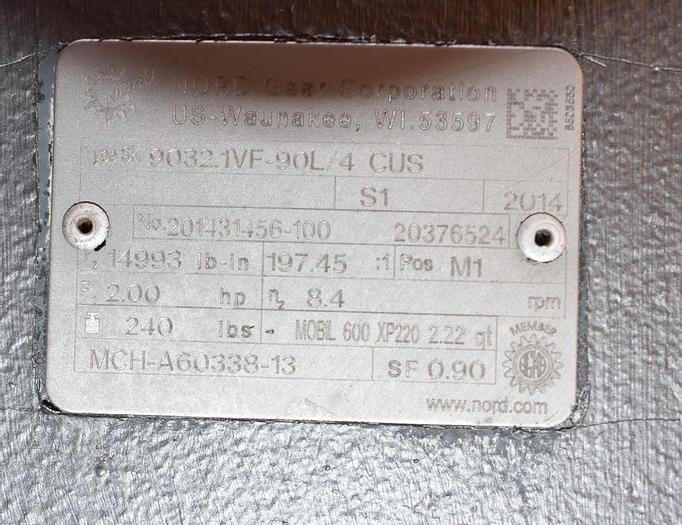 NORD Gear Corporation
US-Waunakee, WI.53597
Type SK 9032.1VF-90L/4 CUS
S1 2014
No. 201431456-100 20376524
14993 lb-in 197.45 :1 Pos M1
P₁ 2.00 hp n₂ 8.4 rpm
240 lbs - MOBIL 600 XP220 2.22 qt
MCH-A60338-13 SF 0.90
MEMBER
www.nord.com